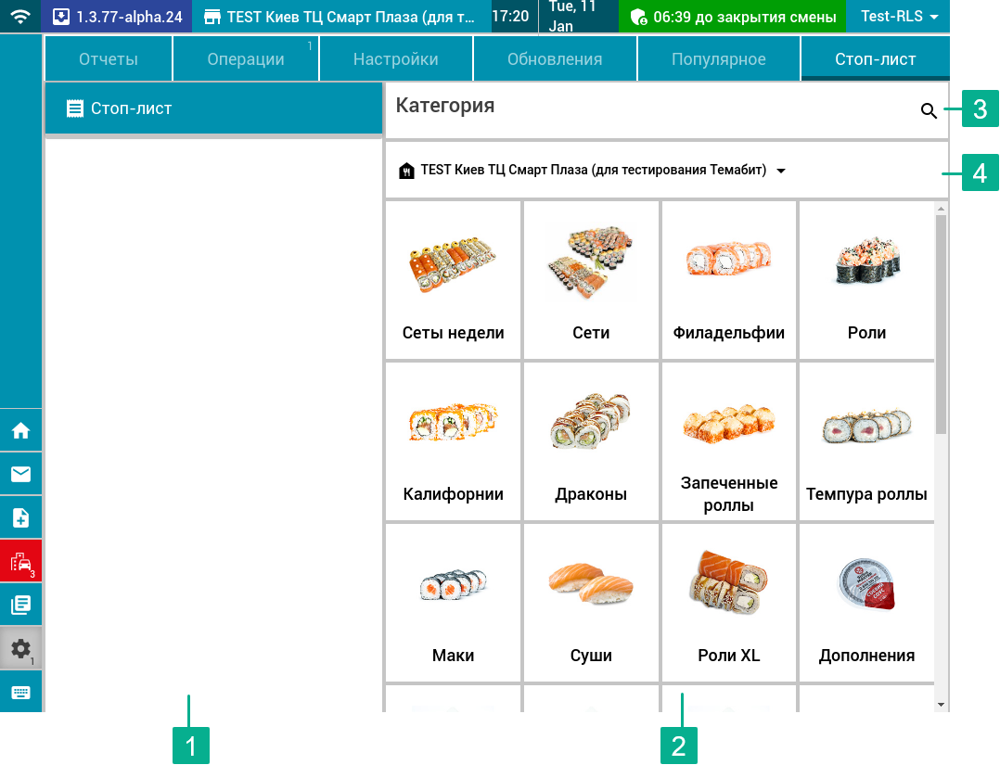 1.3.77-alpha.24
TEST Киев ТЦ Смарт Плаза (для т...
17:20
Tue, 11
Jan
06:39 до закрытия смены
Test-RLS
Отчеты
Операции
1
Настройки
Обновления
Популярное
Стоп-лист
Стоп-лист
Категория
3
TEST Киев ТЦ Смарт Плаза (для тестирования Темабит)
4
Сеты недели
Сети
Филадельфии
Роли
Калифорнии
Драконы
Запеченные
роллы
Темпура роллы
3
Маки
Суши
Роли XL
Дополнения
1
1
2